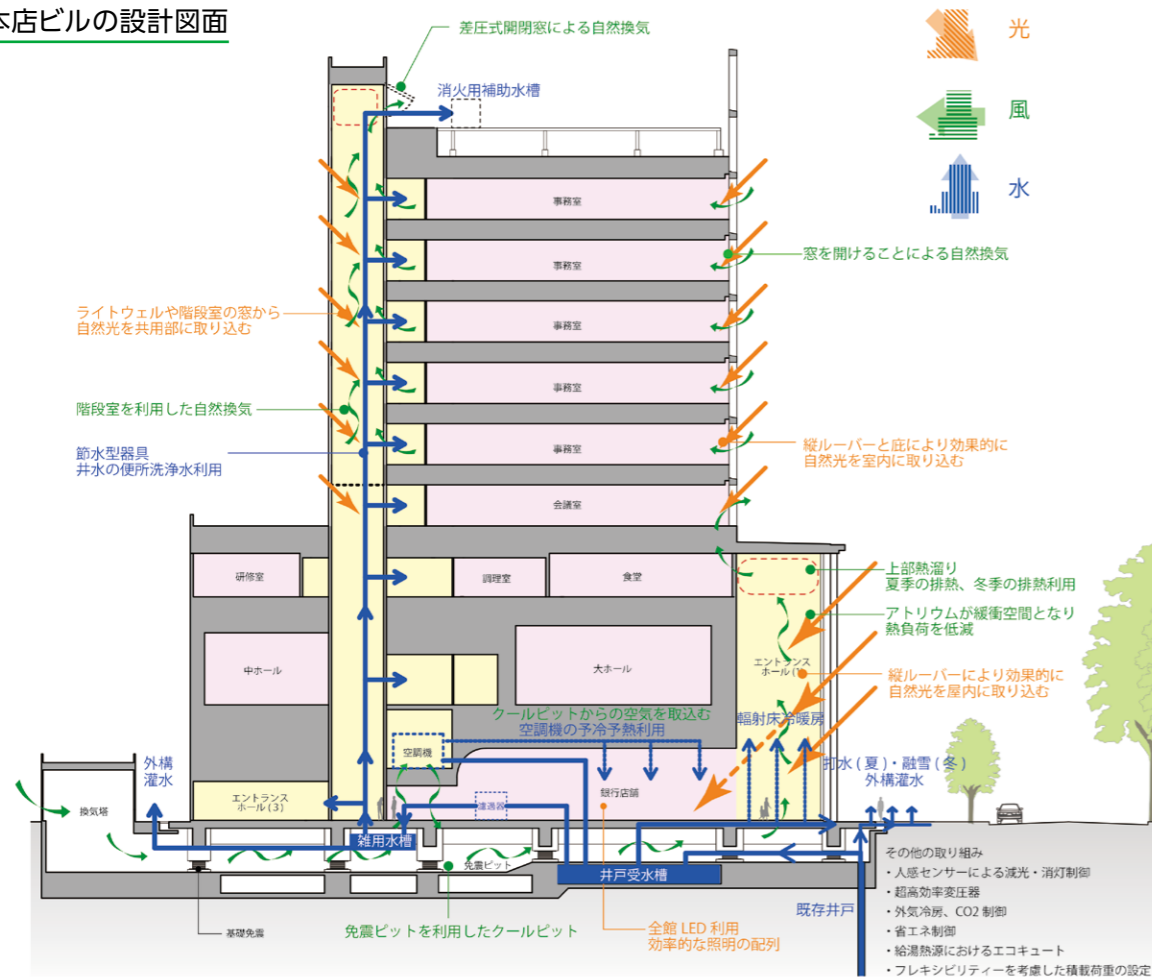 本店ビルの設計図面
差圧式開閉窓による自然換気
消火用補助水槽
光
風
水
事務室
事務室
事務室
事務室
事務室
会議室
窓を開けることによる自然換気
ライトウェルや階段室の窓から
自然光を共用部に取り込む
階段室を利用した自然換気
節水型器具
井水の便所洗浄水利用
縦ルーバーと庇により効果的に
自然光を室内に取り込む
研修室
調理室
食堂
上部熱溜り
夏季の排熱、冬季の排熱利用
アトリウムが緩衝空間となり
熱負荷を低減
中ホール
大ホール
エントランス
ホール(
縦ルーバーにより効果的に
自然光を屋内に取り込む
クールピットからの空気を取込む
空調機の予冷予熱利用
輻射床冷暖房
空調機
外構
灌水
打水(夏)・融雪(冬)
外構灌水
換気塔
エントランス
ホール(3)
濾過器
銀行店舗
雑用水槽
免震ピット
井戸受水槽
既存井戸
基礎免震
免震ピットを利用したクールピット
全館 LED 利用
効率的な照明の配列
その他の取り組み
・人感センサーによる減光・消灯制御
・超高効率変圧器
・外気冷房、CO2 制御
・省エネ制御
・給湯熱源におけるエコキュート
・フレキシビリティーを考慮した積載荷重の設定